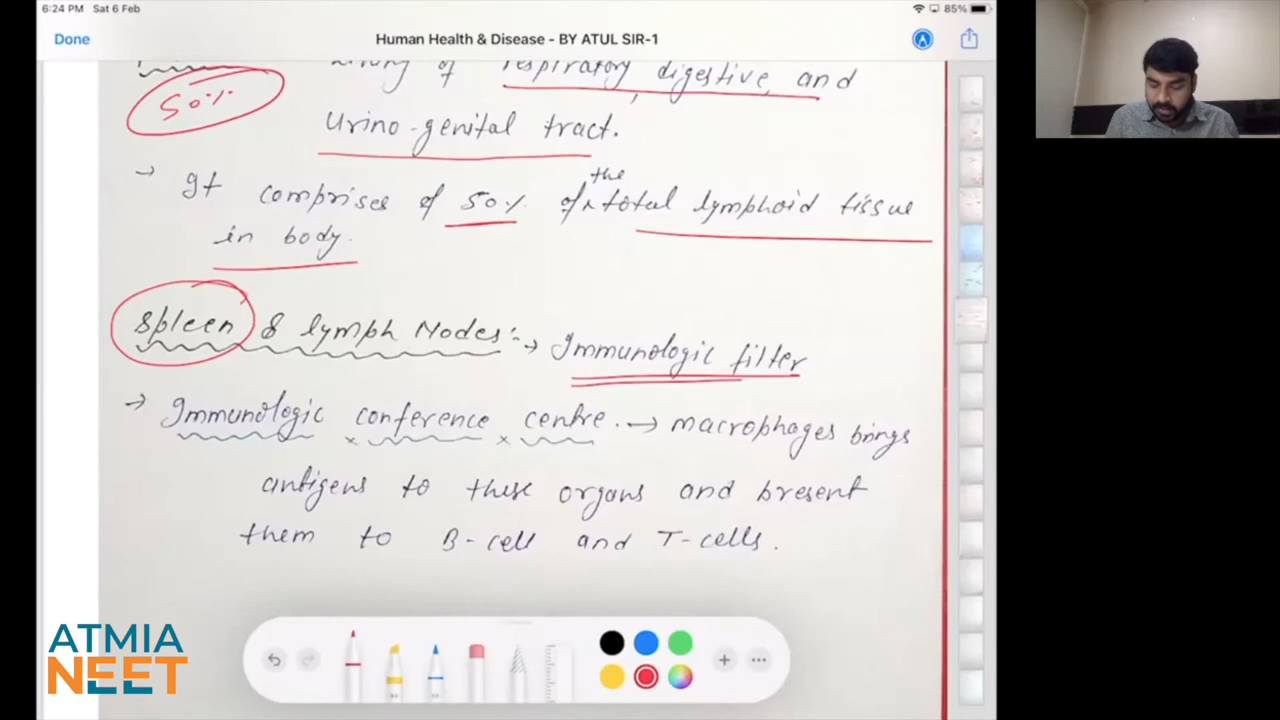 6:24 PM Sat 6 Feb
85%
Done
Human Health & Disease - BY ATUL SIR-1
of respiratory, digestive, and
50%
Urino-genital tract.
→ It comprises of 50% of the total lymphoid tissue
in body.
Spleen & lymph Nodes:- → Immunologic filter
→ Immunologic conference centre. → macrophages brings
antigens to these organs and present
them to B-cell and T-cells.
ATMIA
NEET